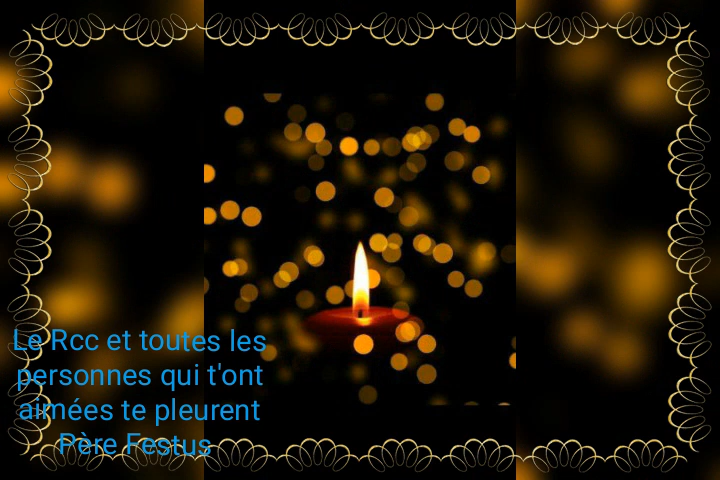 Le Rcc et toutes les
personnes qui t'ont
aimées te pleurent
Père Festus